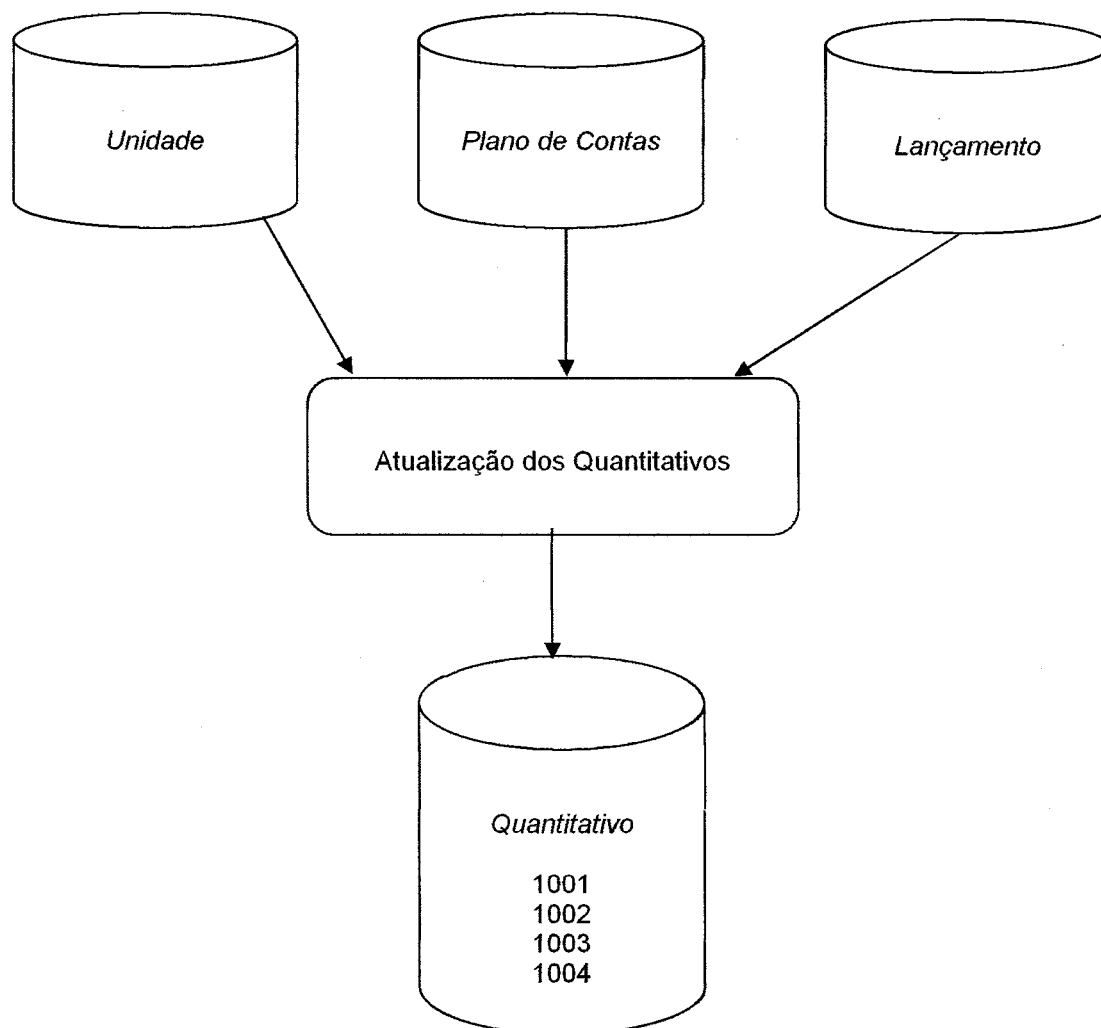 Unidade
Plano de Contas
Lançamento
Atualização dos Quantitativos
Quantitativo
1001
1002
1003
1004